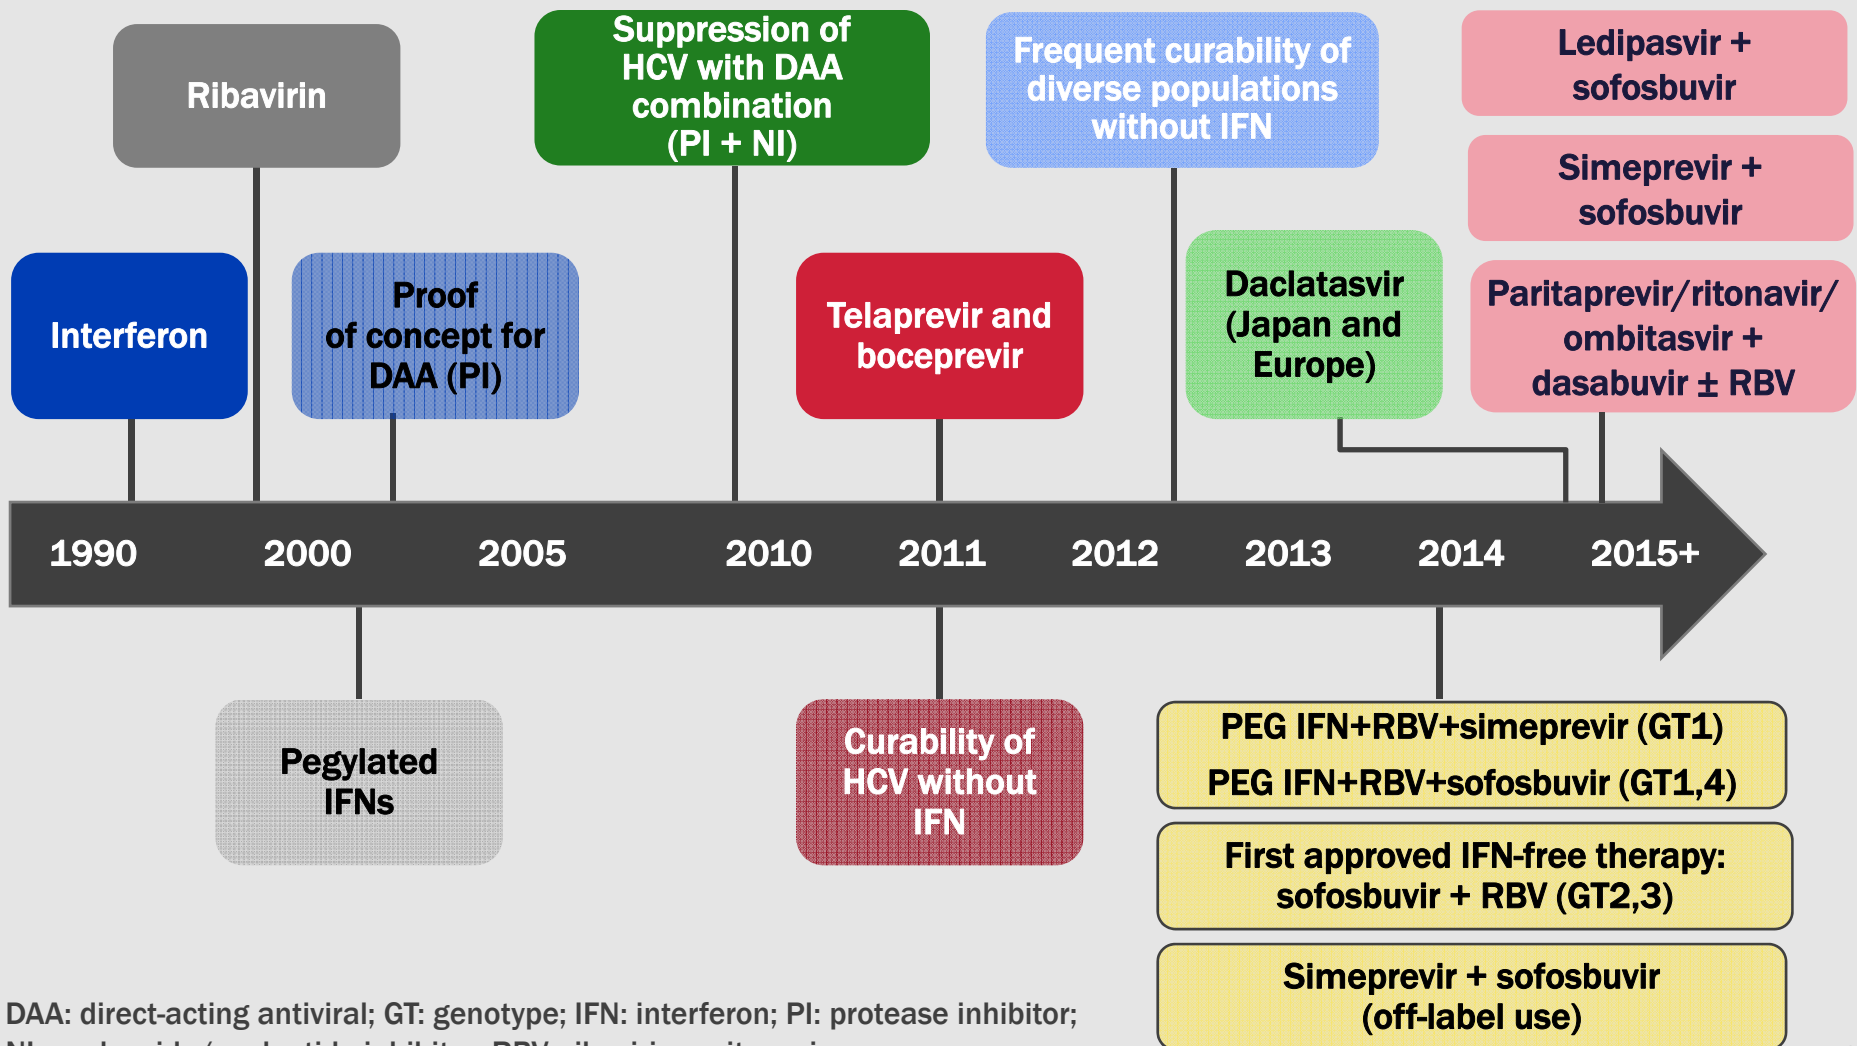 Ribavirin
Suppression of
HCV with DAA
combination
(PI + NI)
Frequent curability of
diverse populations
without IFN
Ledipasvir +
sofosbuvir
Simeprevir +
sofosbuvir
Interferon
Proof
of concept for
DAA (PI)
Telaprevir and
boceprevir
Daclatasvir
(Japan and
Europe)
Paritaprevir/ritonavir/
ombitasvir +
dasabuvir ± RBV
1990 2000 2005 2010 2011 2012 2013 2014 2015+
Pegylated
IFNs
Curability of
HCV without
IFN
PEG IFN+RBV+simeprevir (GT1)
PEG IFN+RBV+sofosbuvir (GT1,4)
First approved IFN-free therapy:
sofosbuvir + RBV (GT2,3)
Simeprevir + sofosbuvir
(off-label use)
DAA: direct-acting antiviral; GT: genotype; IFN: interferon; PI: protease inhibitor;